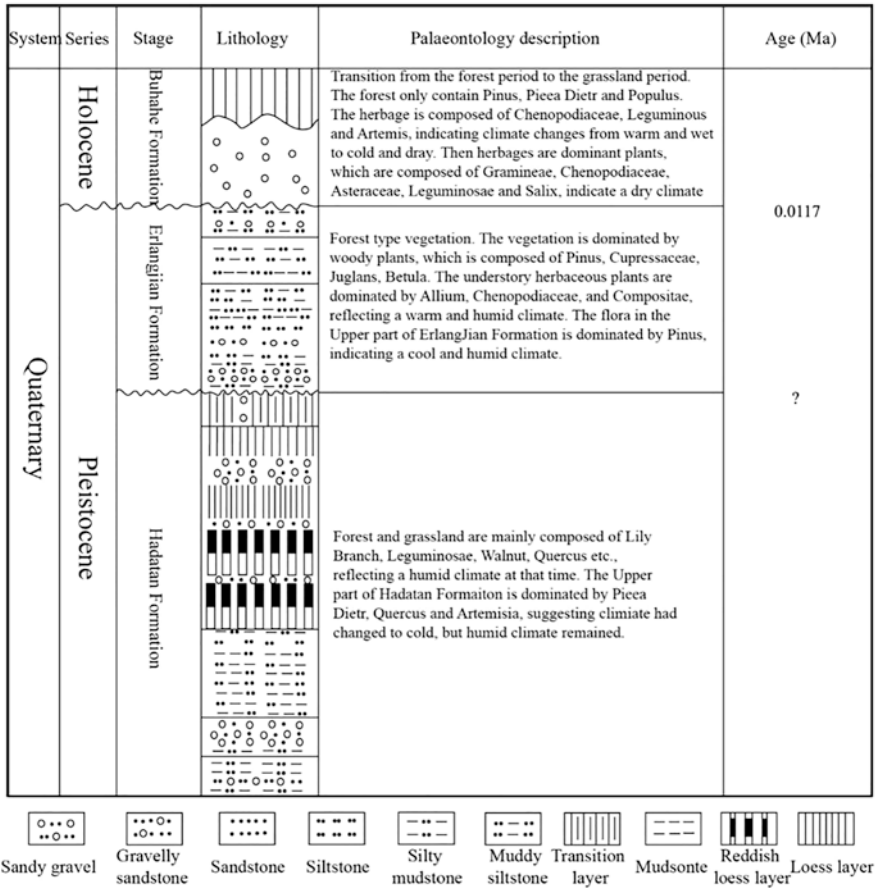 System Series Stage Lithology Palaeontology description Age (Ma)
Quaternary
Holocene
Pleistocene
Buhahe Formation
Erlangjian Formation
Hadatan Formation
Transition from the forest period to the grassland period.
The forest only contain Pinus, Pieea Dietr and Populus.
The herbage is composed of Chenopodiaceae, Leguminous
and Artemis, indicating climate changes from warm and wet
to cold and dray. Then herbages are dominant plants,
which are composed of Gramineae, Chenopodiaceae,
Asteraceae, Leguminosae and Salix, indicate a dry climate
0.0117
Forest type vegetation. The vegetation is dominated by
woody plants, which is composed of Pinus, Cupressaceae,
Juglans, Betula. The understory herbaceous plants are
dominated by Allium, Chenopodiaceae, and Compositae,
reflecting a warm and humid climate. The flora in the
Upper part of ErlangJian Formation is dominated by Pinus,
indicating a cool and humid climate.
?
Forest and grassland are mainly composed of Lily
Branch, Leguminosae, Walnut, Quercus etc.,
reflecting a humid climate at that time. The Upper
part of Hadatan Formaiton is dominated by Pieea
Dietr, Quercus and Artemisia, suggesting climiate had
changed to cold, but humid climate remained.
Sandy gravel
Gravelly
sandstone
Sandstone
Siltstone
Silty
mudstone
Muddy
siltstone
Transition
layer
Mudsonte
Reddish
loess layer
Loess layer